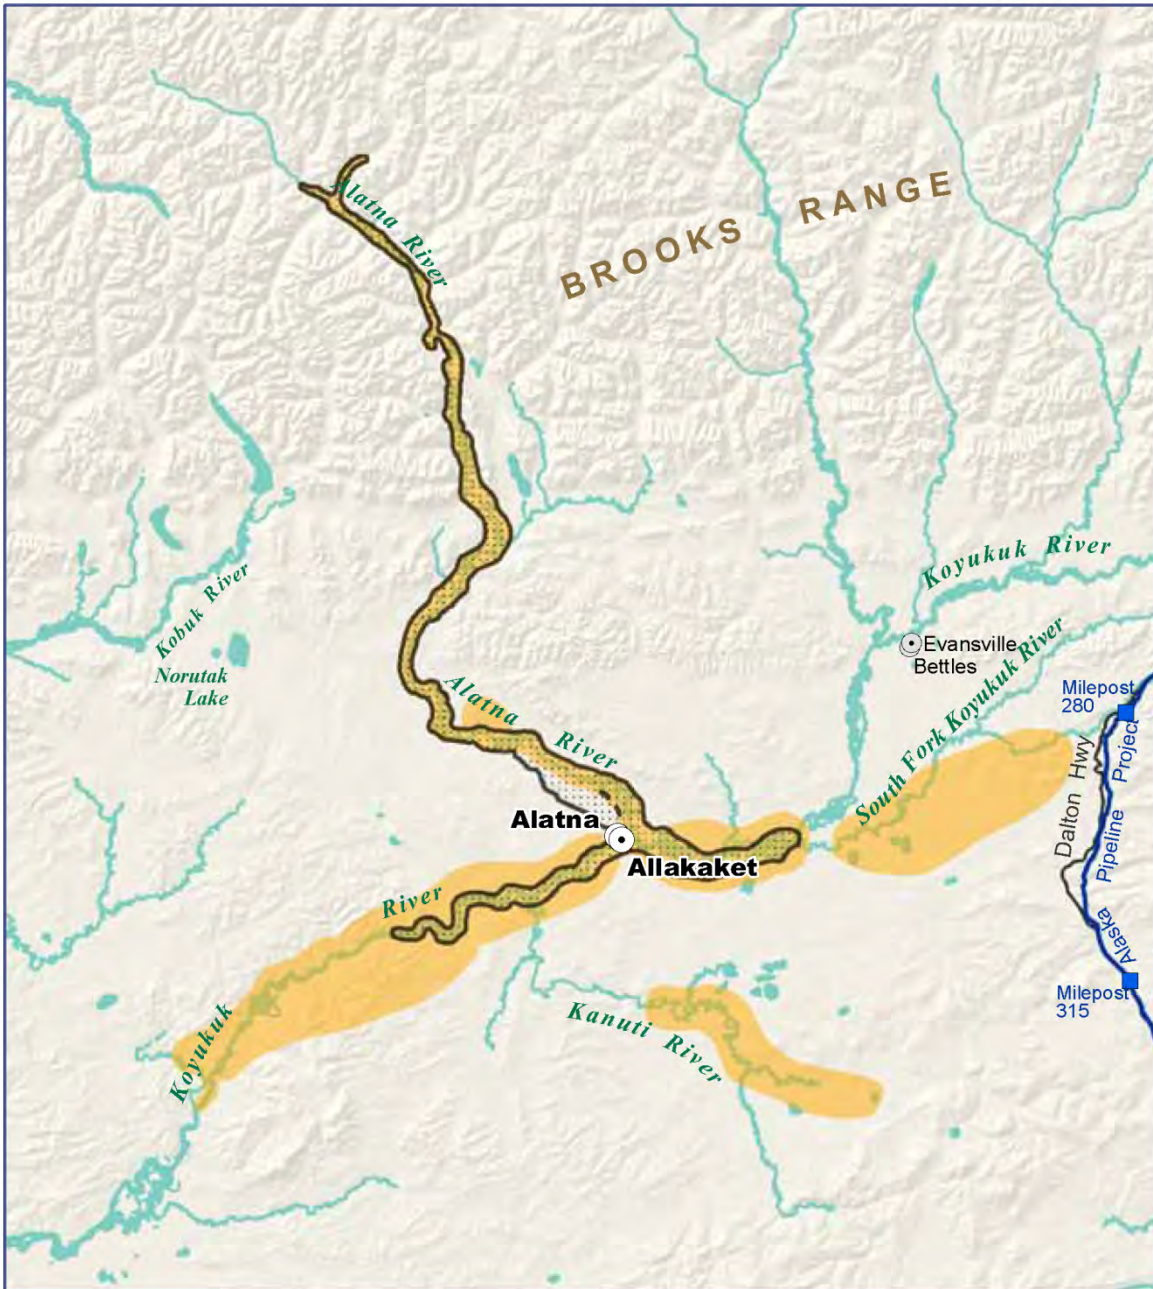 Alatna River
BROOKS RANGE
Koyukuk River
Kobuk River
Norutak
Lake
Evansville
Bettles
South Fork Koyukuk River
Alatna River
Milepost
280
Dalton Hwy
Alaska Pipeline Project
Alatna
Allakaket
Koyukuk River
Kanuti River
Milepost
315